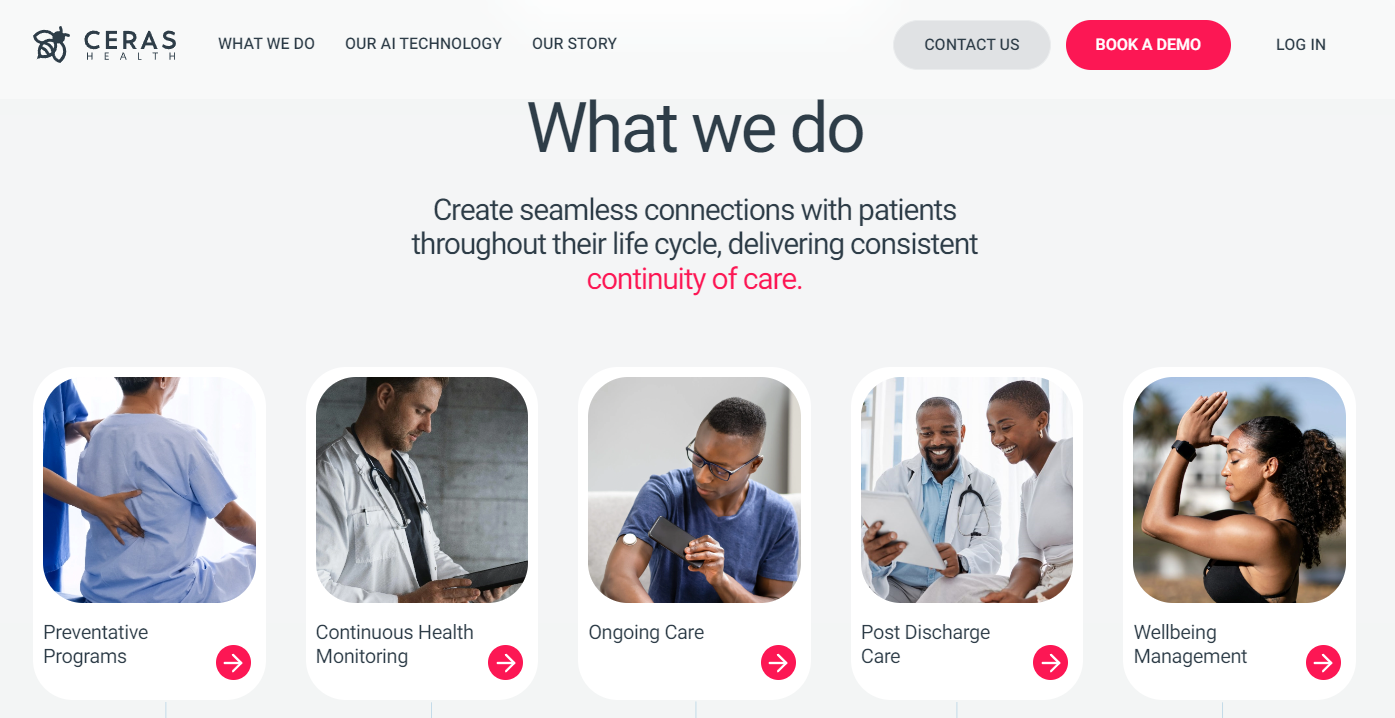 CERAS
HEALTH
WHAT WE DO
OUR AI TECHNOLOGY
OUR STORY
CONTACT US
BOOK A DEMO
LOG IN
What we do
Create seamless connections with patients
throughout their life cycle, delivering consistent
continuity of care.
Preventative
Programs
Continuous Health
Monitoring
Ongoing Care
Post Discharge
Care
Wellbeing
Management